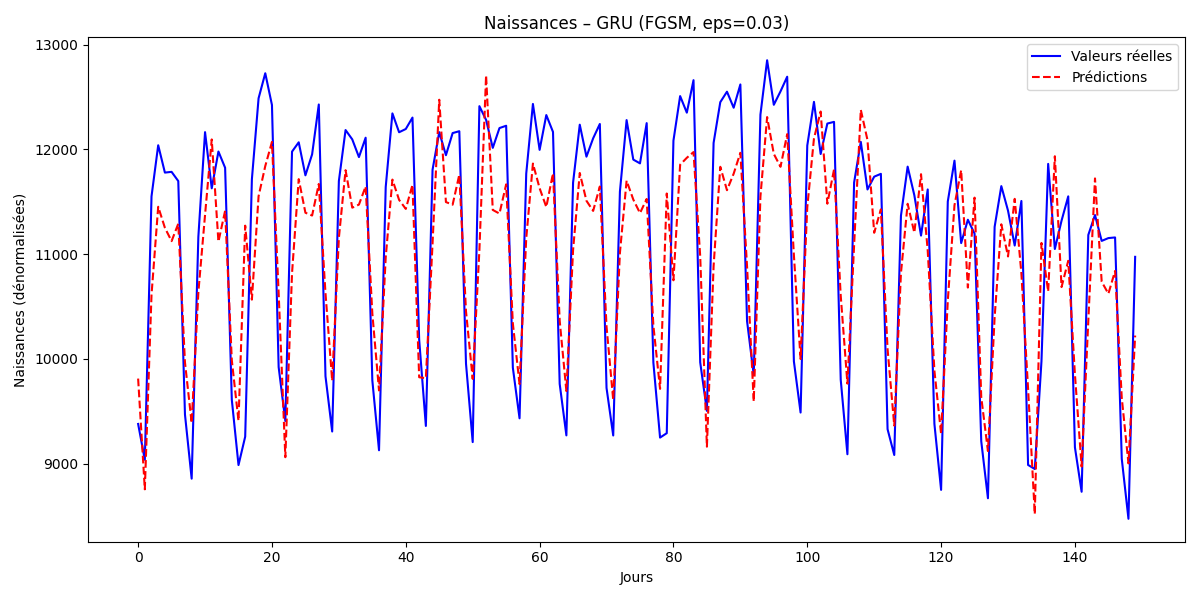 Naissances – GRU (FGSM, eps=0.03)
Valeurs réelles
Prédictions
Naissances (dénormalisées)
13000
12000
11000
10000
9000
0 20 40 60 80 100 120 140
Jours